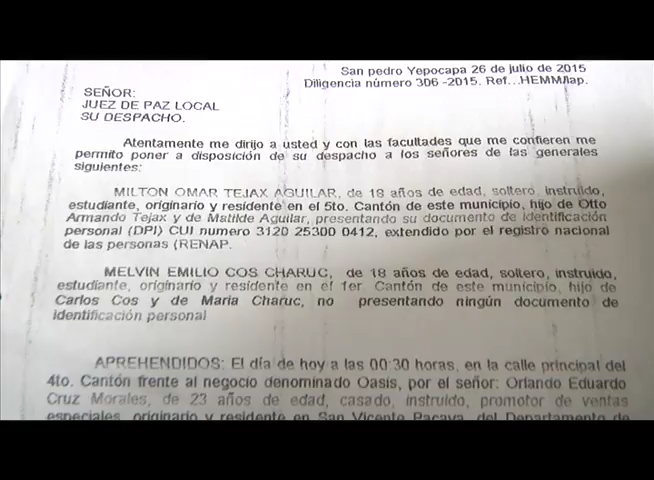 San pedro Yepocapa 26 de julio de 2015
Diligencia número 306 -2015. Ref...HEMM/lap.
SEÑOR:
JUEZ DE PAZ LOCAL
SU DESPACHO.
Atentamente me dirijo a usted y con las facultades que me confieren me
permito poner a disposición de su despacho a los señores de las generales
siguientes:
MILTON OMAR TEJAX AGUILAR, de 18 años de edad, soltero, instruido,
estudiante, originario y residente en el 5to. Cantón de este municipio, hijo de Otto
Armando Tejax y de Matilde Aguilar, presentando su documento de identificación
personal (DPI) CUI numero 3120 25300 0412, extendido por el registro nacional
de las personas (RENAP.
MELVIN EMILIO COS CHARUC, de 18 años de edad, soltero, instruido,
estudiante, originario y residente en el 1er. Cantón de este municipio, hijo de
Carlos Cos y de Maria Charuc, no presentando ningún documento de
identificación personal
APREHENDIDOS: El día de hoy a las 00:30 horas, en la calle principal del
4to. Cantón frente al negocio denominado Oasis, por el señor: Orlando Eduardo
Cruz Morales, de 23 años de edad, casado, instruido, promotor de ventas
especiales, originario y residente en San Vicente Pacaya, del Departamento de